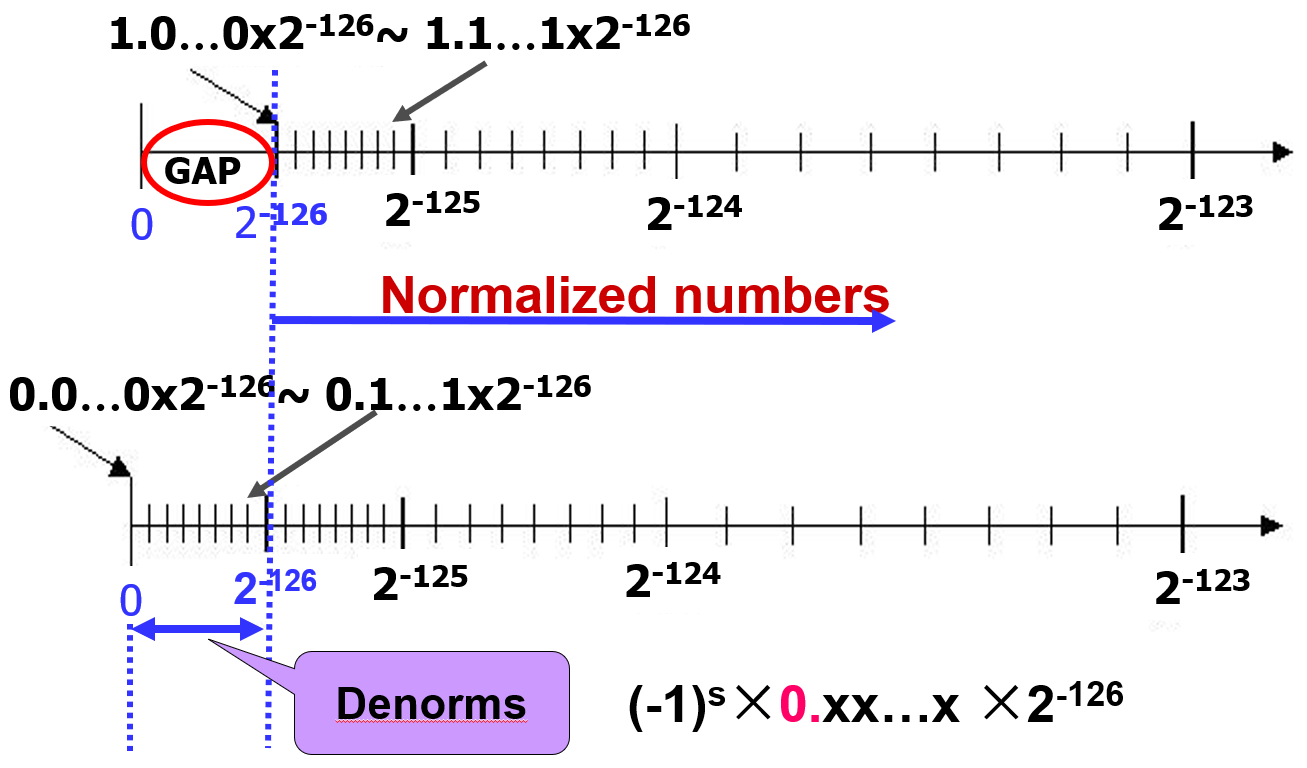 1.0…0x2⁻¹²⁶~ 1.1…1x2⁻¹²⁶
GAP
0 2⁻¹²⁶ 2⁻¹²⁵ 2⁻¹²⁴ 2⁻¹²³
Normalized numbers
0.0…0x2⁻¹²⁶~ 0.1…1x2⁻¹²⁶
0 2⁻¹²⁶ 2⁻¹²⁵ 2⁻¹²⁴ 2⁻¹²³
Denorms
(-1)ˢ×0.xx…x ×2⁻¹²⁶